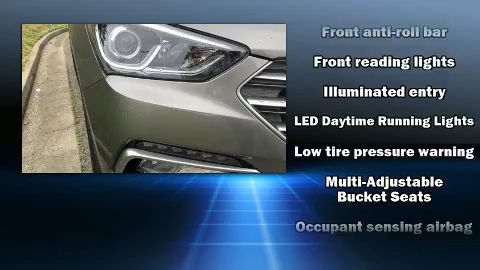 Front anti-roll bar
Front reading lights
Illuminated entry
LED Daytime Running Lights
Low tire pressure warning
Multi-Adjustable
Bucket Seats
Occupant sensing airbag